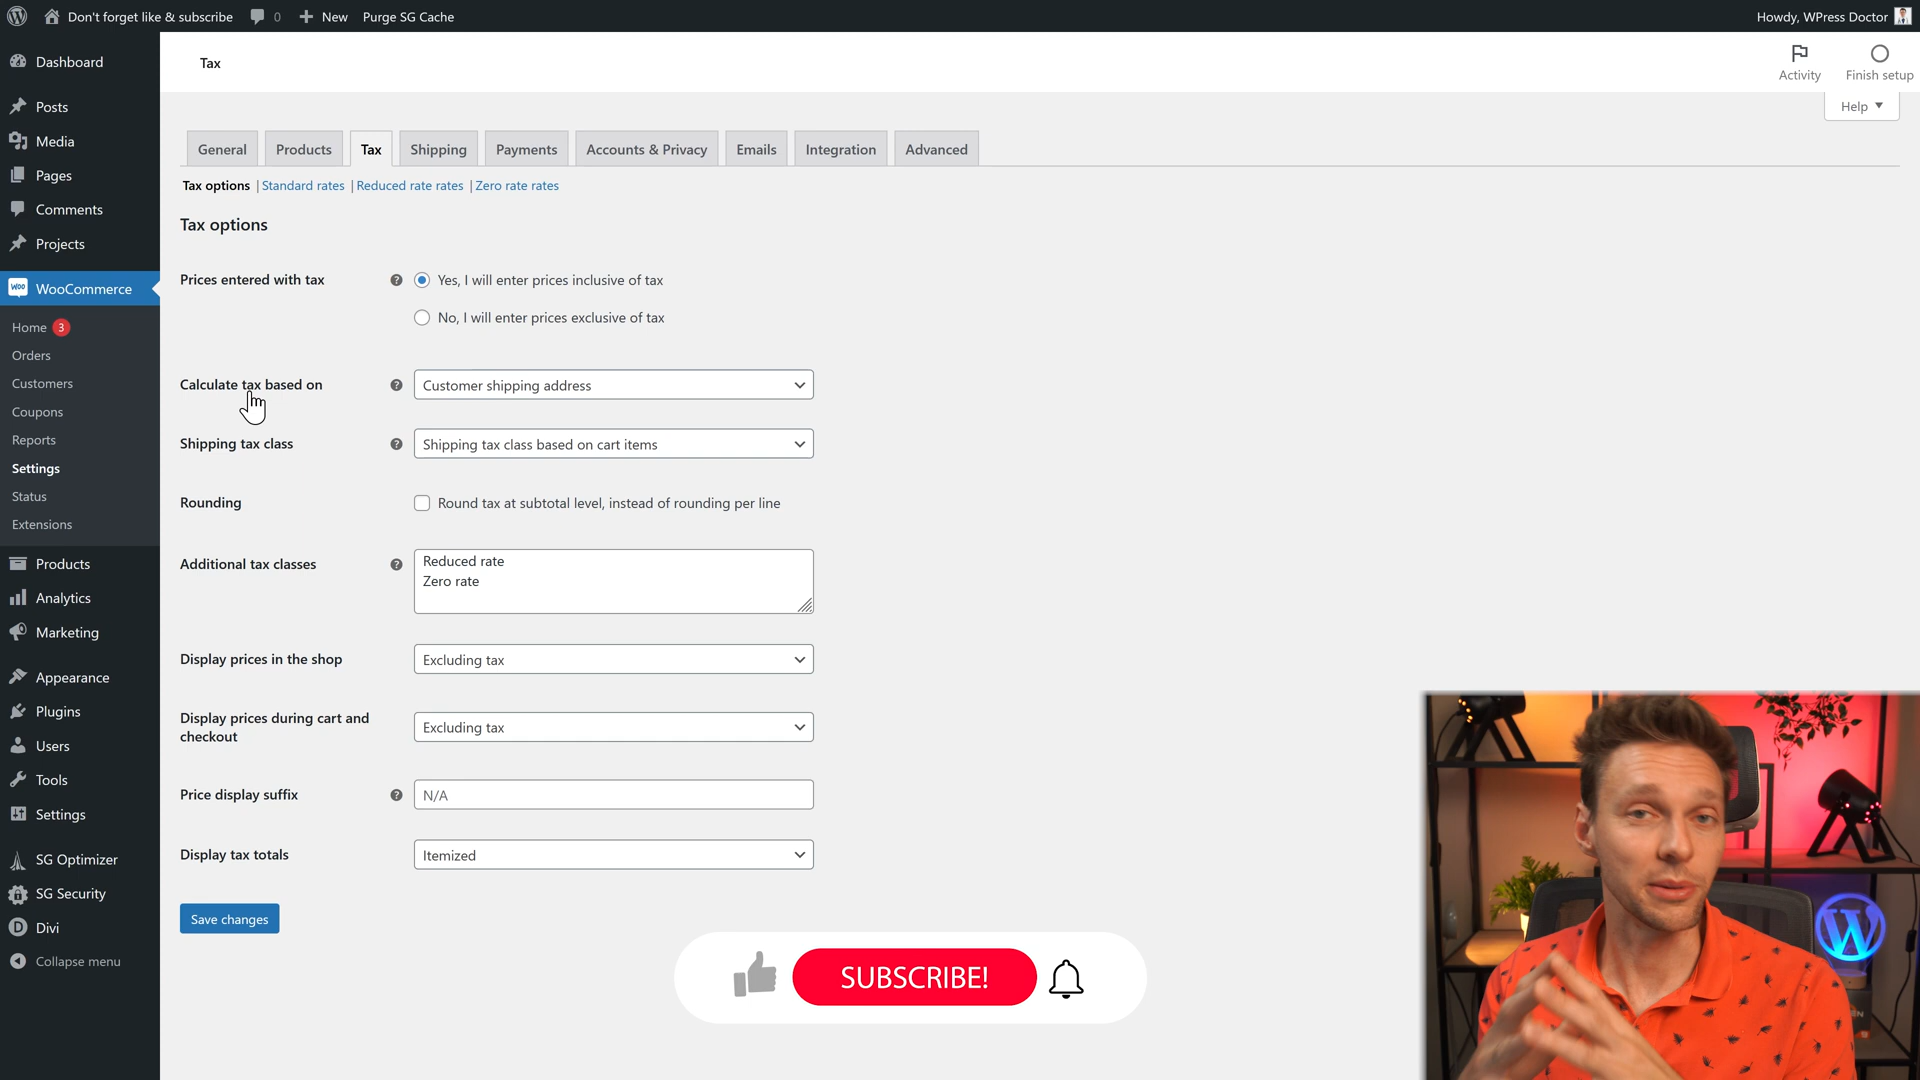 Don't forget like & subscribe
0
New
Purge SG Cache
Howdy, WPress Doctor
Dashboard
Posts
Media
Pages
Comments
Projects
WooCommerce
Home 3
Orders
Customers
Coupons
Reports
Settings
Status
Extensions
Products
Analytics
Marketing
Appearance
Plugins
Users
Tools
Settings
SG Optimizer
SG Security
Divi
Collapse menu
Tax
Activity
Finish setup
Help
General
Products
Tax
Shipping
Payments
Accounts & Privacy
Emails
Integration
Advanced
Tax options | Standard rates | Reduced rate rates | Zero rate rates
Tax options
Prices entered with tax
Yes, I will enter prices inclusive of tax
No, I will enter prices exclusive of tax
Calculate tax based on
Customer shipping address
Shipping tax class
Shipping tax class based on cart items
Rounding
Round tax at subtotal level, instead of rounding per line
Additional tax classes
Reduced rate
Zero rate
Display prices in the shop
Excluding tax
Display prices during cart and
checkout
Excluding tax
Price display suffix
N/A
Display tax totals
Itemized
Save changes
SUBSCRIBE!